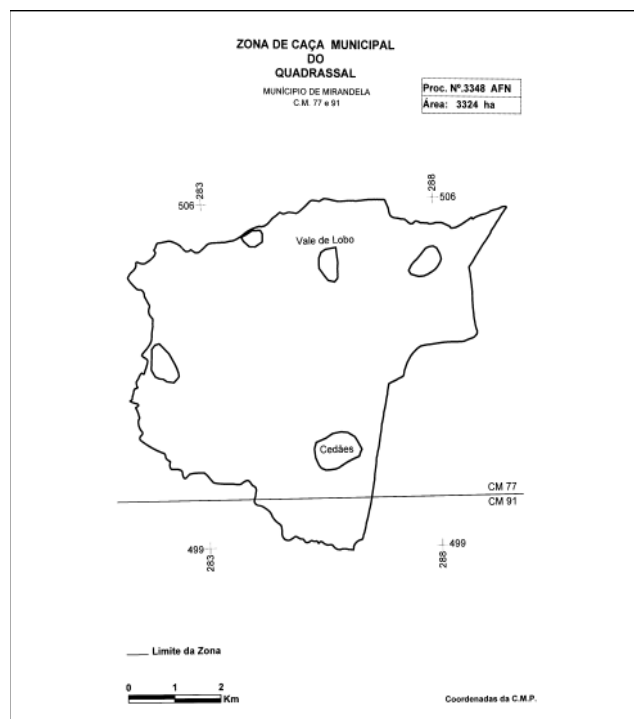 ZONA DE CAÇA MUNICIPAL
DO
QUADRASSAL
MUNÍCIPIO DE MIRANDELA
C.M. 77 e 91
Proc. Nº.3348 AFN
Área: 3324 ha
283
506
288
506
Vale de Lobo
Cedães
CM 77
CM 91
499
283
499
288
Limite da Zona
0 1 2
Km
Coordenadas da C.M.P.